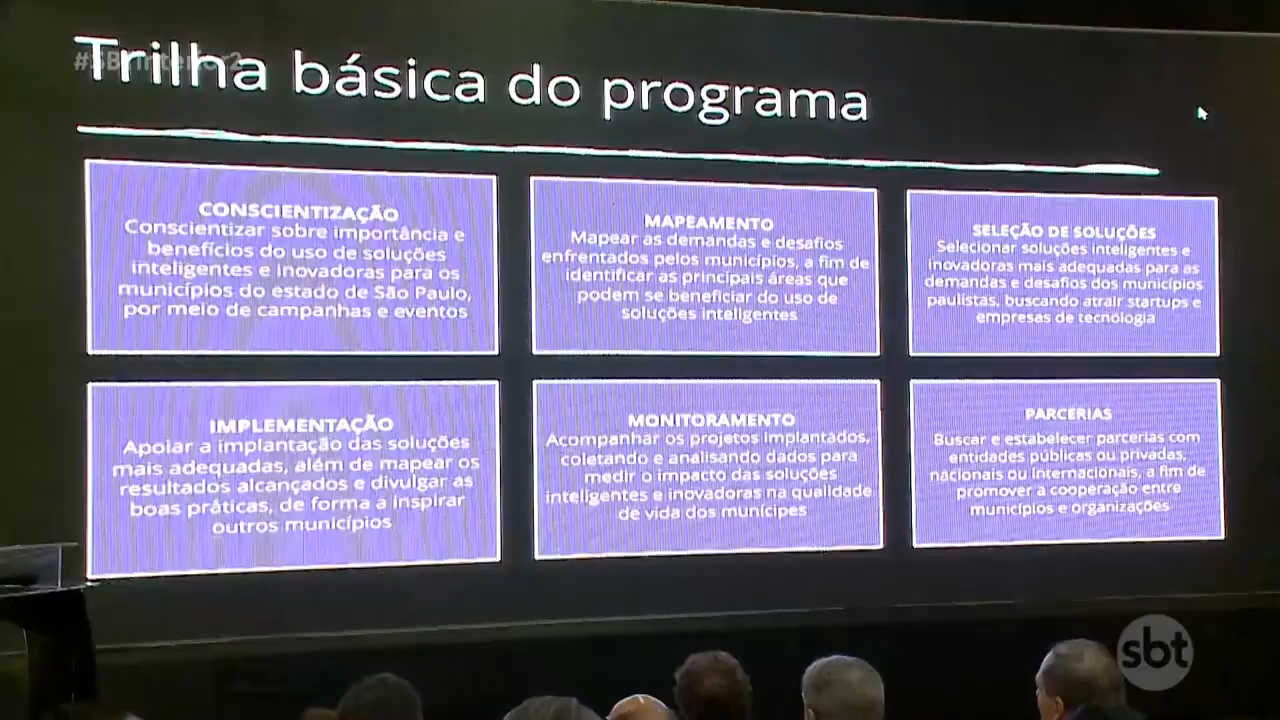 #SBTInterior2
Trilha básica do programa
CONSCIENTIZAÇÃO
Conscientizar sobre importância e
benefícios do uso de soluções
inteligentes e inovadoras para os
municípios do estado de São Paulo,
por meio de campanhas e eventos
MAPEAMENTO
Mapear as demandas e desafios
enfrentados pelos municípios, a fim de
identificar as principais áreas que
podem se beneficiar do uso de
soluções inteligentes
SELEÇÃO DE SOLUÇÕES
Selecionar soluções inteligentes e
inovadoras mais adequadas para as
demandas e desafios dos municípios
paulistas, buscando atrair startups e
empresas de tecnologia
IMPLEMENTAÇÃO
Apoiar a implantação das soluções
mais adequadas, além de mapear os
resultados alcançados e divulgar as
boas práticas, de forma a inspirar
outros municípios
MONITORAMENTO
Acompanhar os projetos implantados,
coletando e analisando dados para
medir o impacto das soluções
inteligentes e inovadoras na qualidade
de vida dos munícipes
PARCERIAS
Buscar e estabelecer parcerias com
entidades públicas ou privadas,
nacionais ou internacionais, a fim de
promover a cooperação entre
municípios e organizações
sbt